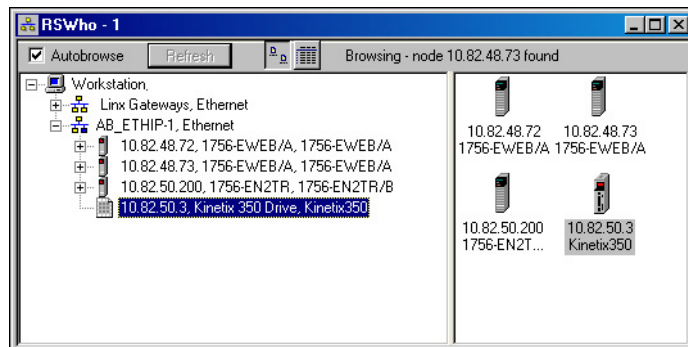 RSWho - 1
Autobrowse
Refresh
Browsing - node 10.82.48.73 found
Workstation,
Linx Gateways, Ethernet
AB_ETHIP-1, Ethernet
10.82.48.72, 1756-EWEB/A, 1756-EWEB/A
10.82.48.73, 1756-EWEB/A, 1756-EWEB/A
10.82.50.200, 1756-EN2TR, 1756-EN2TR/B
10.82.50.3, Kinetix 350 Drive, Kinetix350
10.82.48.72 10.82.48.73
1756-EWEB/A 1756-EWEB/A
10.82.50.200 10.82.50.3
1756-EN2T... Kinetix350